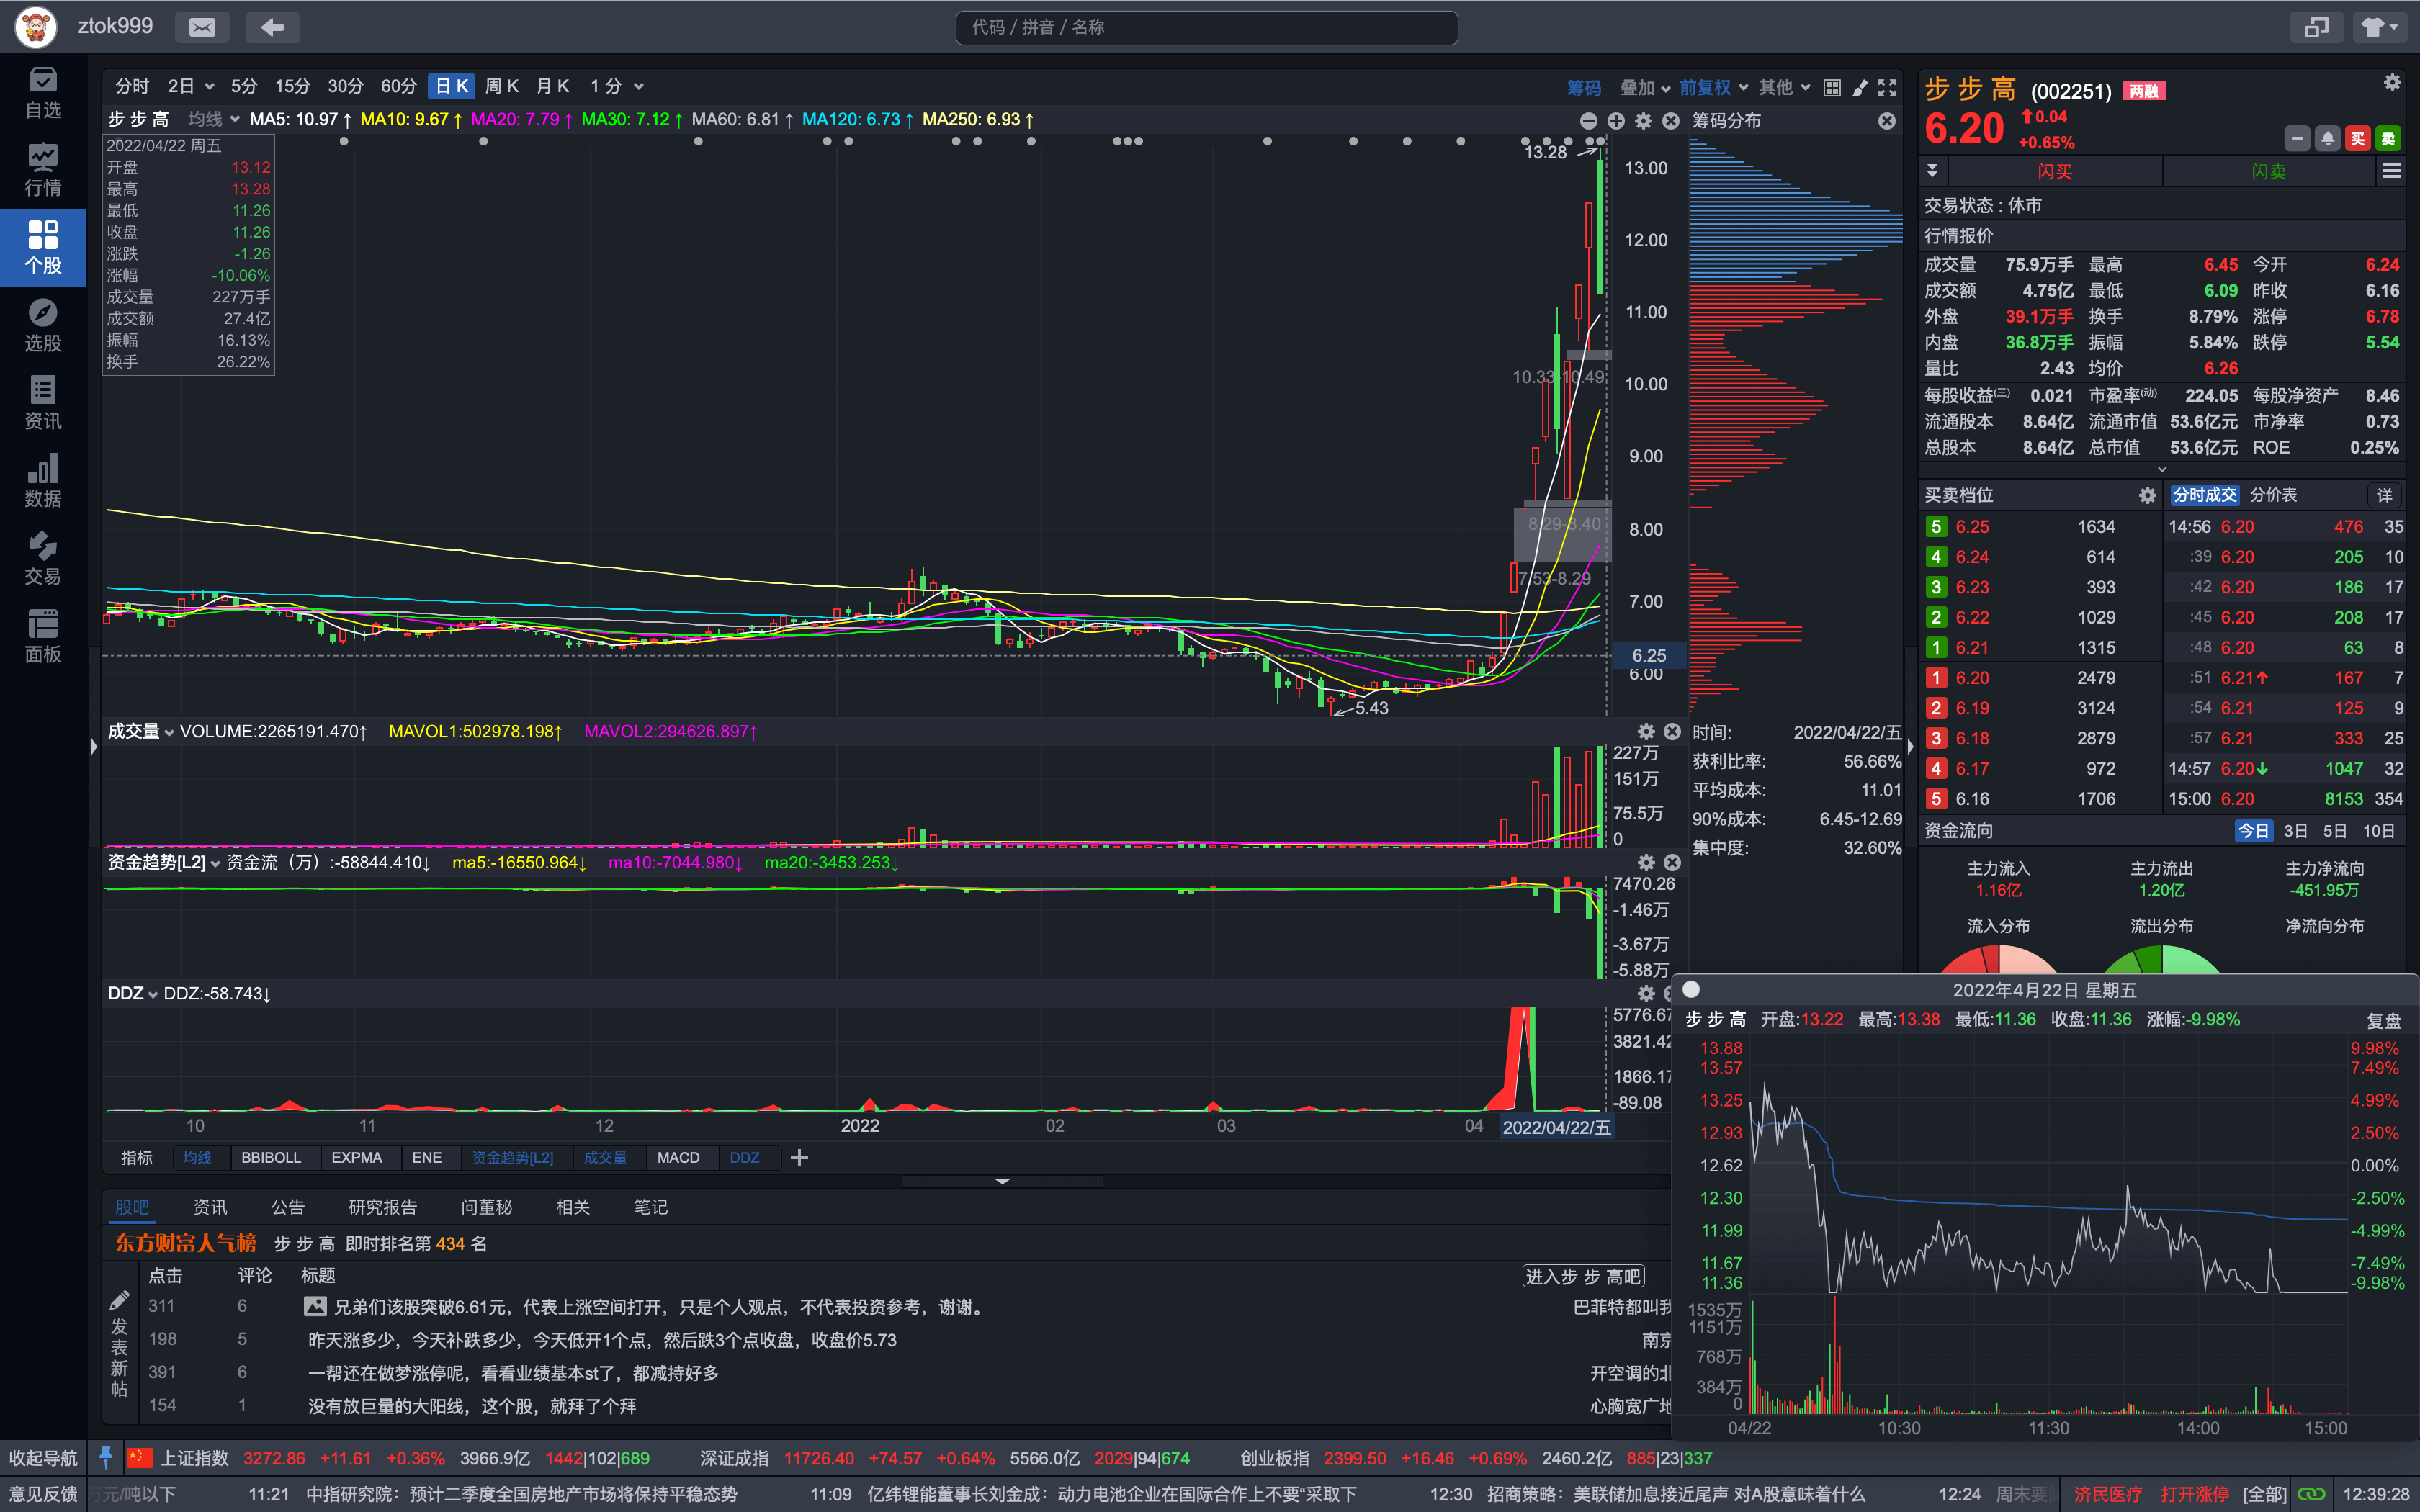 ztok999
代码 / 拼音 / 名称
自选
行情
个股
选股
资讯
数据
交易
面板
分时 2日 5分 15分 30分 60分 日K 周K 月K 1分
筹码 叠加 前复权 其他
步步高 均线 MA5: 10.97↑ MA10: 9.67↑ MA20: 7.79↑ MA30: 7.12↑ MA60: 6.81↑ MA120: 6.73↑ MA250: 6.93↑
筹码分布
2022/04/22 周五
开盘 13.12
最高 13.28
最低 11.26
收盘 11.26
涨跌 -1.26
涨幅 -10.06%
成交量 227万手
成交额 27.4亿
振幅 16.13%
换手 26.22%
13.28
13.00
12.00
11.00
10.33-10.49
10.00
9.00
8.29-8.40
8.00
7.53-8.29
7.00
6.25
6.00
5.43
成交量 VOLUME:2265191.470↑ MAVOL1:502978.198↑ MAVOL2:294626.897↑
227万
151万
75.5万
0
资金趋势[L2] 资金流（万）:-58844.410↓ ma5:-16550.964↓ ma10:-7044.980↓ ma20:-3453.253↓
7470.26
-1.46万
-3.67万
-5.88万
DDZ DDZ:-58.743↓
5776.67
3821.42
1866.17
-89.08
10 11 12 2022 02 03 04 2022/04/22/五
指标 均线 BBIBOLL EXPMA ENE 资金趋势[L2] 成交量 MACD DDZ
时间: 2022/04/22/五
获利比率: 56.66%
平均成本: 11.01
90%成本: 6.45-12.69
集中度: 32.60%
步步高 (002251) 两融
6.20 0.04
+0.65%
买 卖
闪买 闪卖
交易状态 : 休市
行情报价
成交量 75.9万手 最高 6.45 今开 6.24
成交额 4.75亿 最低 6.09 昨收 6.16
外盘 39.1万手 换手 8.79% 涨停 6.78
内盘 36.8万手 振幅 5.84% 跌停 5.54
量比 2.43 均价 6.26
每股收益(三) 0.021 市盈率(动) 224.05 每股净资产 8.46
流通股本 8.64亿 流通市值 53.6亿元 市净率 0.73
总股本 8.64亿 总市值 53.6亿元 ROE 0.25%
买卖档位 分时成交 分价表 详
5 6.25 1634 14:56 6.20 476 35
4 6.24 614 :39 6.20 205 10
3 6.23 393 :42 6.20 186 17
2 6.22 1029 :45 6.20 208 17
1 6.21 1315 :48 6.20 63 8
1 6.20 2479 :51 6.21↑ 167 7
2 6.19 3124 :54 6.21 125 9
3 6.18 2879 :57 6.21 333 25
4 6.17 972 14:57 6.20↓ 1047 32
5 6.16 1706 15:00 6.20 8153 354
资金流向 今日 3日 5日 10日
主力流入 主力流出 主力净流向
1.16亿 1.20亿 -451.95万
流入分布 流出分布 净流向分布
2022年4月22日 星期五
步步高 开盘:13.22 最高:13.38 最低:11.36 收盘:11.36 涨幅:-9.98% 复盘
13.88 9.98%
13.57 7.49%
13.25 4.99%
12.93 2.50%
12.62 0.00%
12.30 -2.50%
11.99 -4.99%
11.67 -7.49%
11.36 -9.98%
1535万
1151万
768万
384万
0
04/22 10:30 11:30 14:00 15:00
股吧 资讯 公告 研究报告 问董秘 相关 笔记
东方财富人气榜 步步高 即时排名第 434 名
点击 评论 标题 进入步步高吧
发表新帖
311 6 兄弟们该股突破6.61元，代表上涨空间打开，只是个人观点，不代表投资参考，谢谢。 巴菲特都叫我
198 5 昨天涨多少，今天补跌多少，今天低开1个点，然后跌3个点收盘，收盘价5.73 南京
391 6 一帮还在做梦涨停呢，看看业绩基本st了，都减持好多 开空调的北
154 1 没有放巨量的大阳线，这个股，就拜了个拜 心胸宽广地
收起导航 上证指数 3272.86 +11.61 +0.36% 3966.9亿 1442|102|689 深证成指 11726.40 +74.57 +0.64% 5566.0亿 2029|94|674 创业板指 2399.50 +16.46 +0.69% 2460.2亿 885|23|337
意见反馈 万元/吨以下 11:21 中指研究院：预计二季度全国房地产市场将保持平稳态势 11:09 亿纬锂能董事长刘金成：动力电池企业在国际合作上不要“采取下 12:30 招商策略：美联储加息接近尾声 对A股意味着什么 12:24 周末要 济民医疗 打开涨停 [全部] 12:39:28